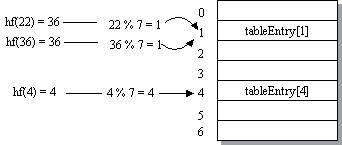 0
hf(22) = 36 22 % 7 = 1 1 tableEntry[1]
hf(36) = 36 36 % 7 = 1
2
3
hf(4) = 4 4 % 7 = 4 4 tableEntry[4]
5
6